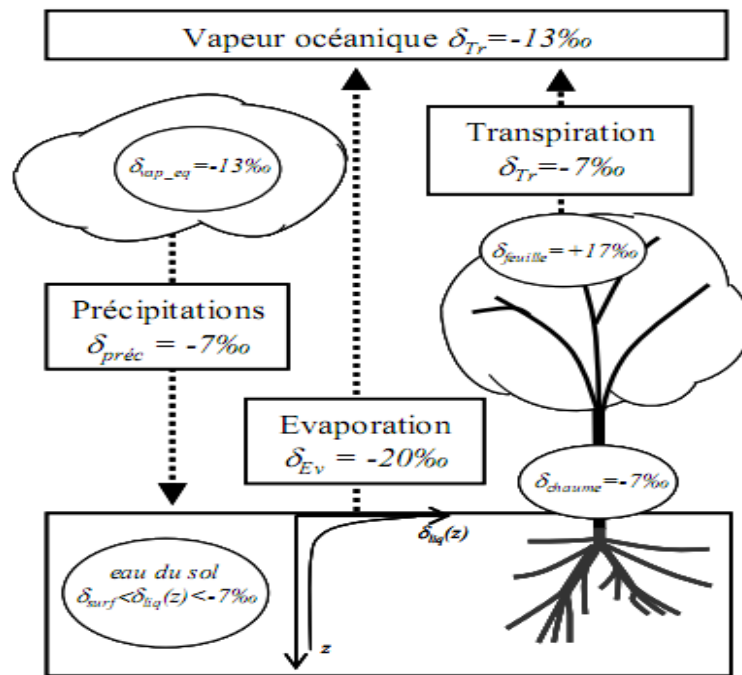 Vapeur océanique δTr=-13‰
Transpiration
δTr=-7‰
δvap_eq=-13‰
δfeuille=+17‰
Précipitations
δpréc = -7‰
Evaporation
δEv = -20‰
δchaume=-7‰
δliq(z)
eau du sol
δsurf<δliq(z)<-7‰
z